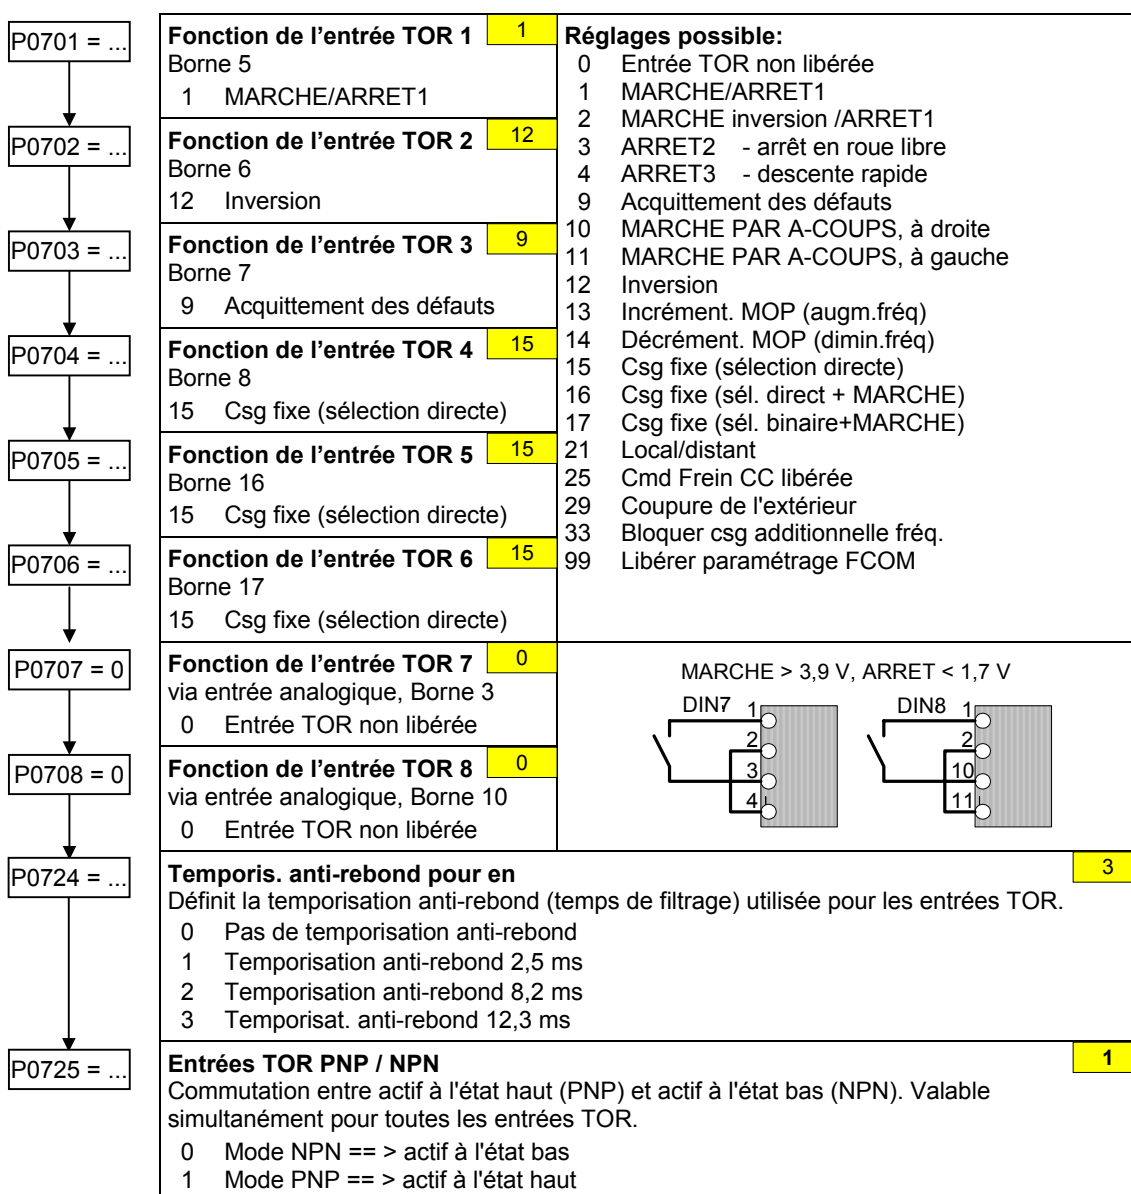 P0701 = ...
Fonction de l’entrée TOR 1 1
Borne 5
1 MARCHE/ARRET1
P0702 = ...
Fonction de l’entrée TOR 2 12
Borne 6
12 Inversion
P0703 = ...
Fonction de l’entrée TOR 3 9
Borne 7
9 Acquittement des défauts
P0704 = ...
Fonction de l’entrée TOR 4 15
Borne 8
15 Csg fixe (sélection directe)
P0705 = ...
Fonction de l’entrée TOR 5 15
Borne 16
15 Csg fixe (sélection directe)
P0706 = ...
Fonction de l’entrée TOR 6 15
Borne 17
15 Csg fixe (sélection directe)
Réglages possible:
0 Entrée TOR non libérée
1 MARCHE/ARRET1
2 MARCHE inversion /ARRET1
3 ARRET2 - arrêt en roue libre
4 ARRET3 - descente rapide
9 Acquittement des défauts
10 MARCHE PAR A-COUPS, à droite
11 MARCHE PAR A-COUPS, à gauche
12 Inversion
13 Incrément. MOP (augm.fréq)
14 Décrément. MOP (dimin.fréq)
15 Csg fixe (sélection directe)
16 Csg fixe (sél. direct + MARCHE)
17 Csg fixe (sél. binaire+MARCHE)
21 Local/distant
25 Cmd Frein CC libérée
29 Coupure de l'extérieur
33 Bloquer csg additionnelle fréq.
99 Libérer paramétrage FCOM
P0707 = 0
Fonction de l’entrée TOR 7 0
via entrée analogique, Borne 3
0 Entrée TOR non libérée
P0708 = 0
Fonction de l’entrée TOR 8 0
via entrée analogique, Borne 10
0 Entrée TOR non libérée
MARCHE > 3,9 V, ARRET < 1,7 V
DIN7 1
2
3
4
DIN8 1
2
10
11
P0724 = ...
Temporis. anti-rebond pour en 3
Définit la temporisation anti-rebond (temps de filtrage) utilisée pour les entrées TOR.
0 Pas de temporisation anti-rebond
1 Temporisation anti-rebond 2,5 ms
2 Temporisation anti-rebond 8,2 ms
3 Temporisat. anti-rebond 12,3 ms
P0725 = ...
Entrées TOR PNP / NPN 1
Commutation entre actif à l'état haut (PNP) et actif à l'état bas (NPN). Valable
simultanément pour toutes les entrées TOR.
0 Mode NPN == > actif à l'état bas
1 Mode PNP == > actif à l'état haut